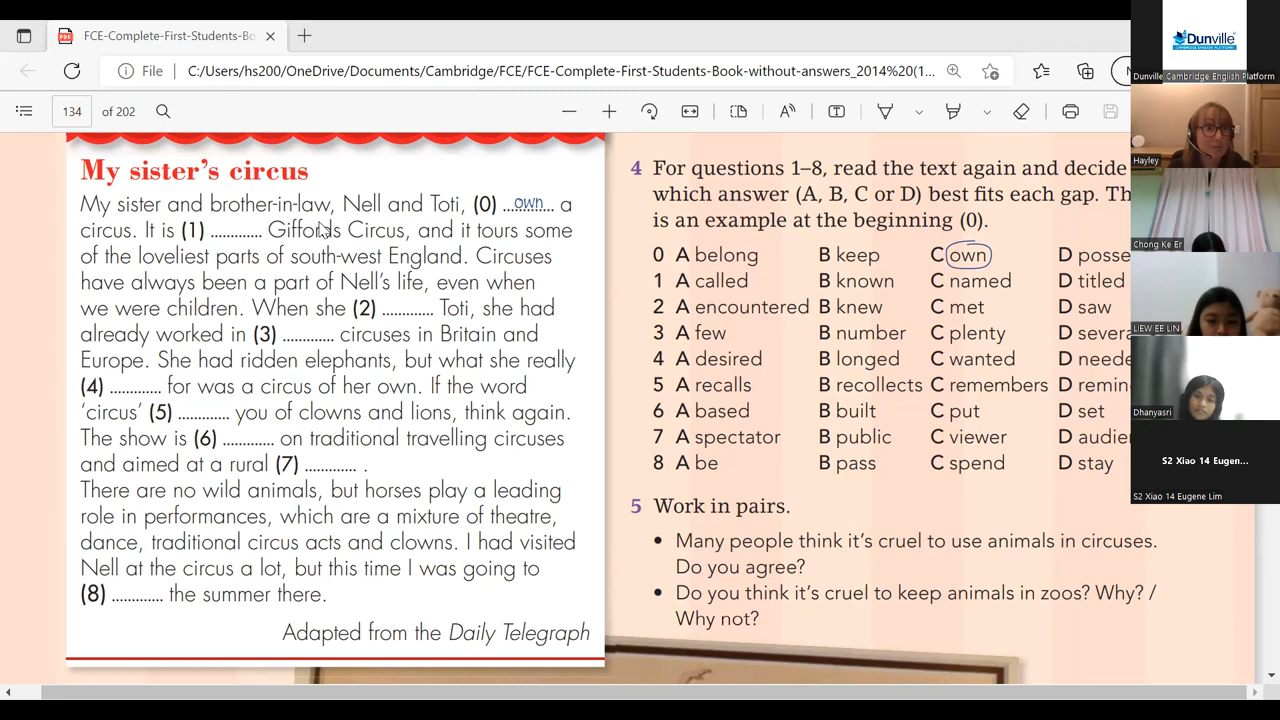 FCE-Complete-First-Students-Bo
File
C:/Users/hs200/OneDrive/Documents/Cambridge/FCE/FCE-Complete-First-Students-Book-without-answers_2014%20(1...
134 of 202
My sister's circus
My sister and brother-in-law, Nell and Toti, (0) ...own... a
circus. It is (1) ............ Giffords Circus, and it tours some
of the loveliest parts of south-west England. Circuses
have always been a part of Nell's life, even when
we were children. When she (2) ............ Toti, she had
already worked in (3) ............ circuses in Britain and
Europe. She had ridden elephants, but what she really
(4) ............ for was a circus of her own. If the word
'circus' (5) ............ you of clowns and lions, think again.
The show is (6) ............ on traditional travelling circuses
and aimed at a rural (7) ............ .
There are no wild animals, but horses play a leading
role in performances, which are a mixture of theatre,
dance, traditional circus acts and clowns. I had visited
Nell at the circus a lot, but this time I was going to
(8) ............ the summer there.
Adapted from the Daily Telegraph
4 For questions 1–8, read the text again and decide
which answer (A, B, C or D) best fits each gap. Th
is an example at the beginning (0).
0 A belong B keep C own D posse
1 A called B known C named D titled
2 A encountered B knew C met D saw
3 A few B number C plenty D severa
4 A desired B longed C wanted D neede
5 A recalls B recollects C remembers D remin
6 A based B built C put D set
7 A spectator B public C viewer D audien
8 A be B pass C spend D stay
5 Work in pairs.
• Many people think it's cruel to use animals in circuses.
Do you agree?
• Do you think it's cruel to keep animals in zoos? Why? /
Why not?
Dunville
CAMBRIDGE ENGLISH PLATFORM
Dunville Cambridge English Platform
Hayley
Chong Ke Er
LIEW EE LIN
Dhanyasri
S2 Xiao 14 Eugen...
S2 Xiao 14 Eugene Lim